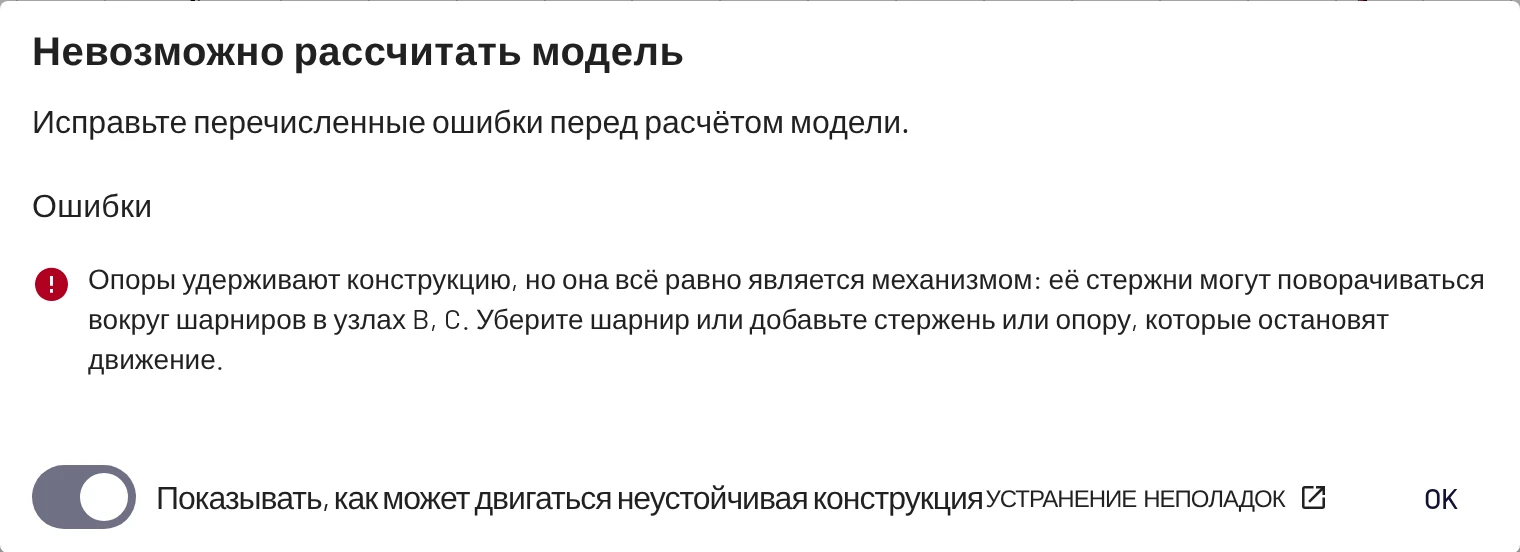 Невозможно рассчитать модель
Исправьте перечисленные ошибки перед расчётом модели.
Ошибки
Опоры удерживают конструкцию, но она всё равно является механизмом: её стержни могут поворачиваться
вокруг шарниров в узлах B, C. Уберите шарнир или добавьте стержень или опору, которые остановят
движение.
Показывать, как может двигаться неустойчивая конструкция УСТРАНЕНИЕ НЕПОЛАДОК OK